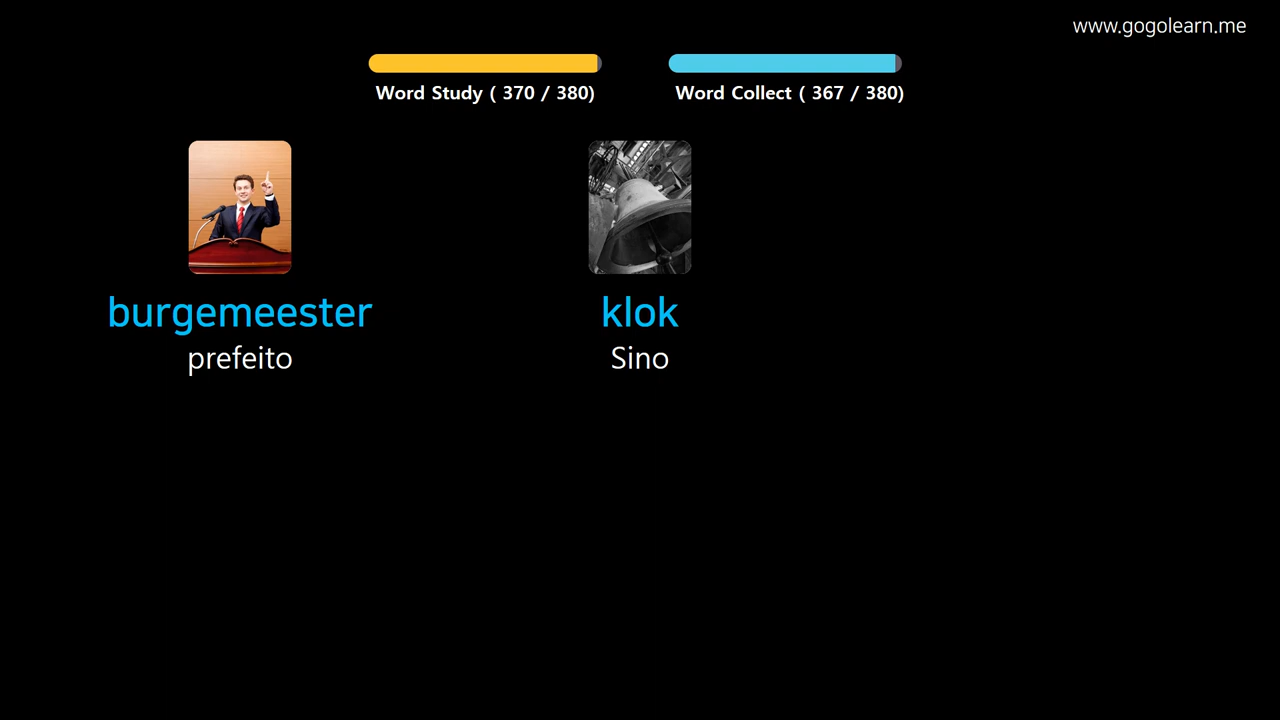 www.gogolearn.me
Word Study ( 370 / 380)
Word Collect ( 367 / 380)
burgemeester
prefeito
klok
Sino